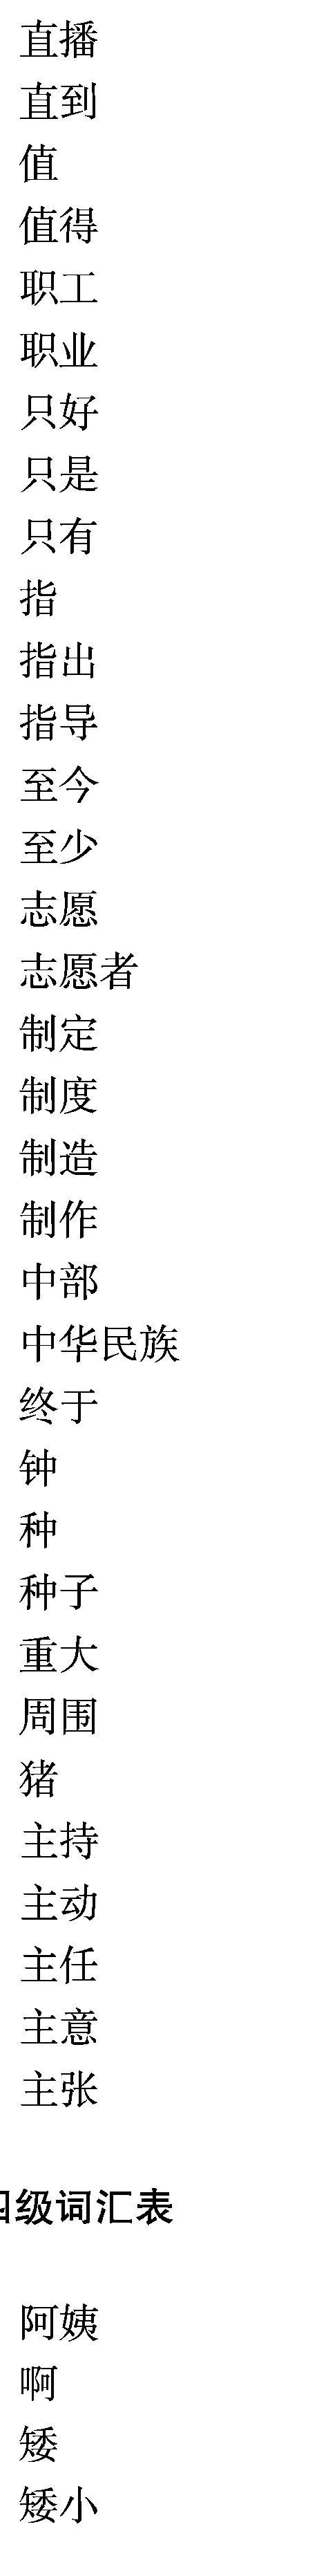 直播
直到
值
值得
职工
职业
只好
只是
只有
指
指出
指导
至今
至少
志愿
志愿者
制定
制度
制造
制作
中部
中华民族
终于
钟
种
种子
重大
周围
猪
主持
主动
主任
主意
主张
四级词汇表
阿姨
啊
矮
矮小